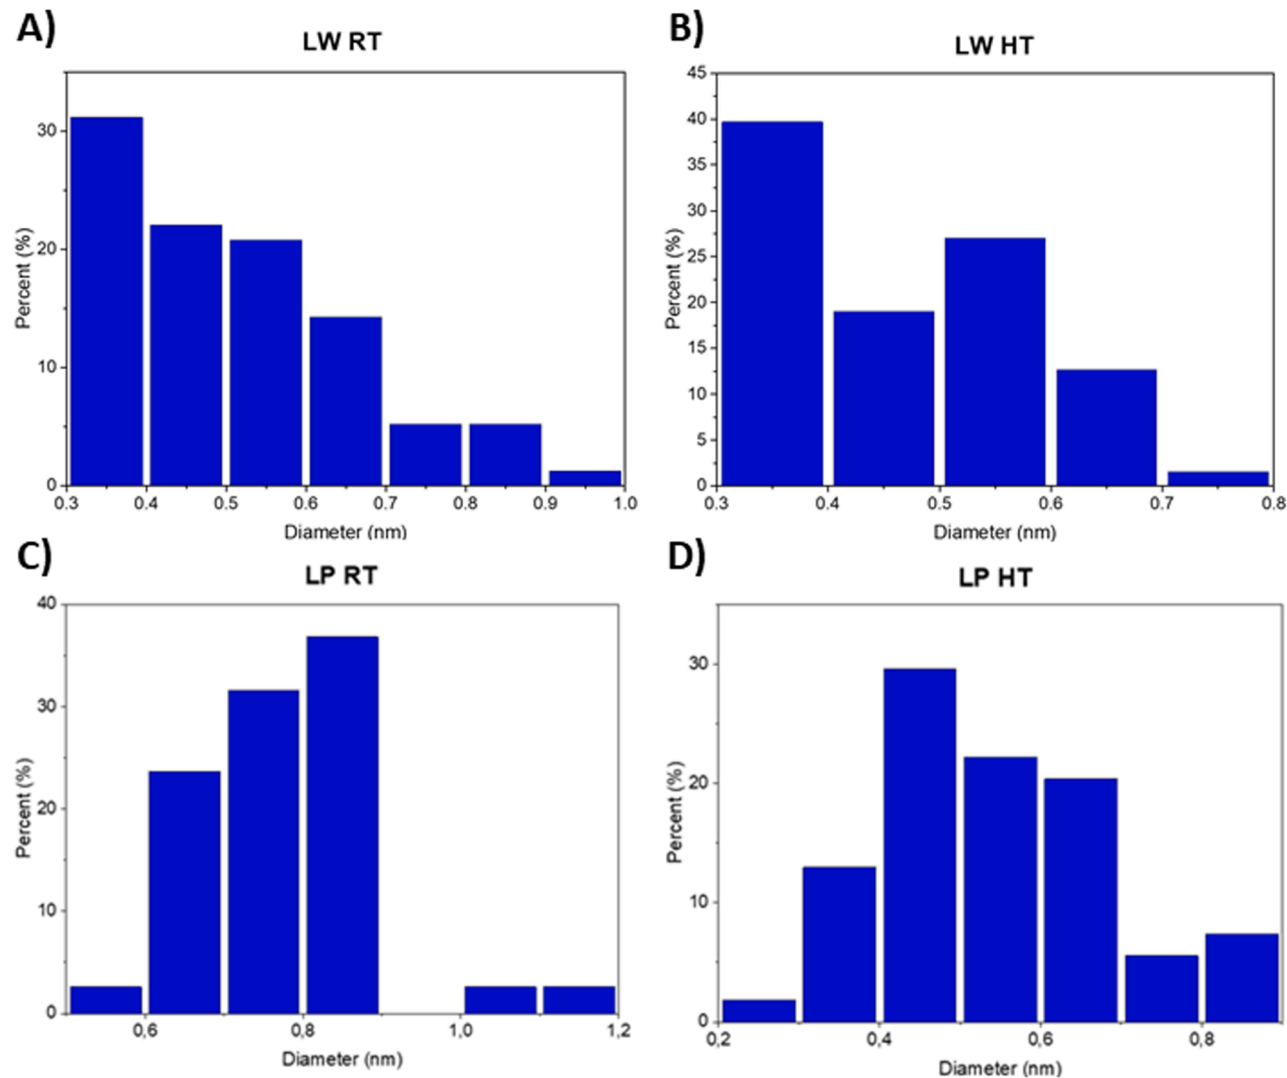 A)
LW RT
30
20
10
0
0.3 0.4 0.5 0.6 0.7 0.8 0.9 1.0
Percent (%)
Diameter (nm)
B)
LW HT
45
40
35
30
25
20
15
10
5
0
0.3 0.4 0.5 0.6 0.7 0.8
Percent (%)
Diameter (nm)
C)
LP RT
40
30
20
10
0
0,6 0,8 1,0 1,2
Percent (%)
Diameter (nm)
D)
LP HT
30
20
10
0
0,2 0,4 0,6 0,8
Percent (%)
Diameter (nm)